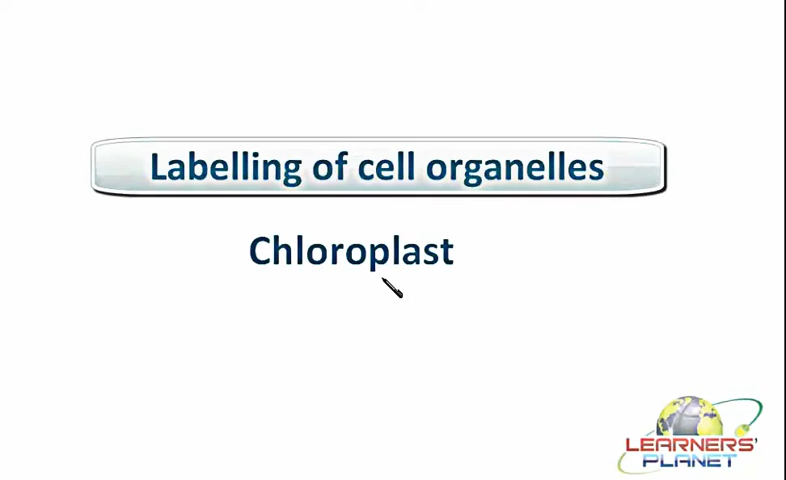 Labelling of cell organelles
Chloroplast
LEARNERS'
PLANET